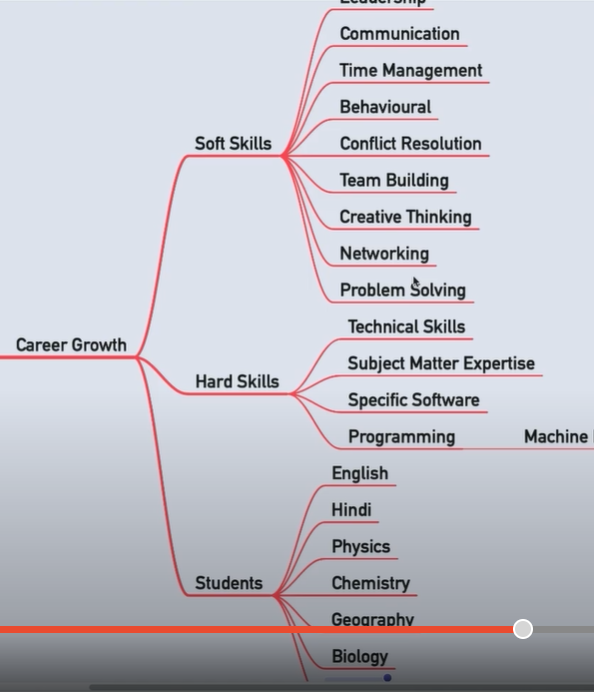 Leadership
Communication
Time Management
Behavioural
Soft Skills
Conflict Resolution
Team Building
Creative Thinking
Networking
Problem Solving
Technical Skills
Career Growth
Subject Matter Expertise
Hard Skills
Specific Software
Programming
Machine
English
Hindi
Physics
Students
Chemistry
Geography
Biology